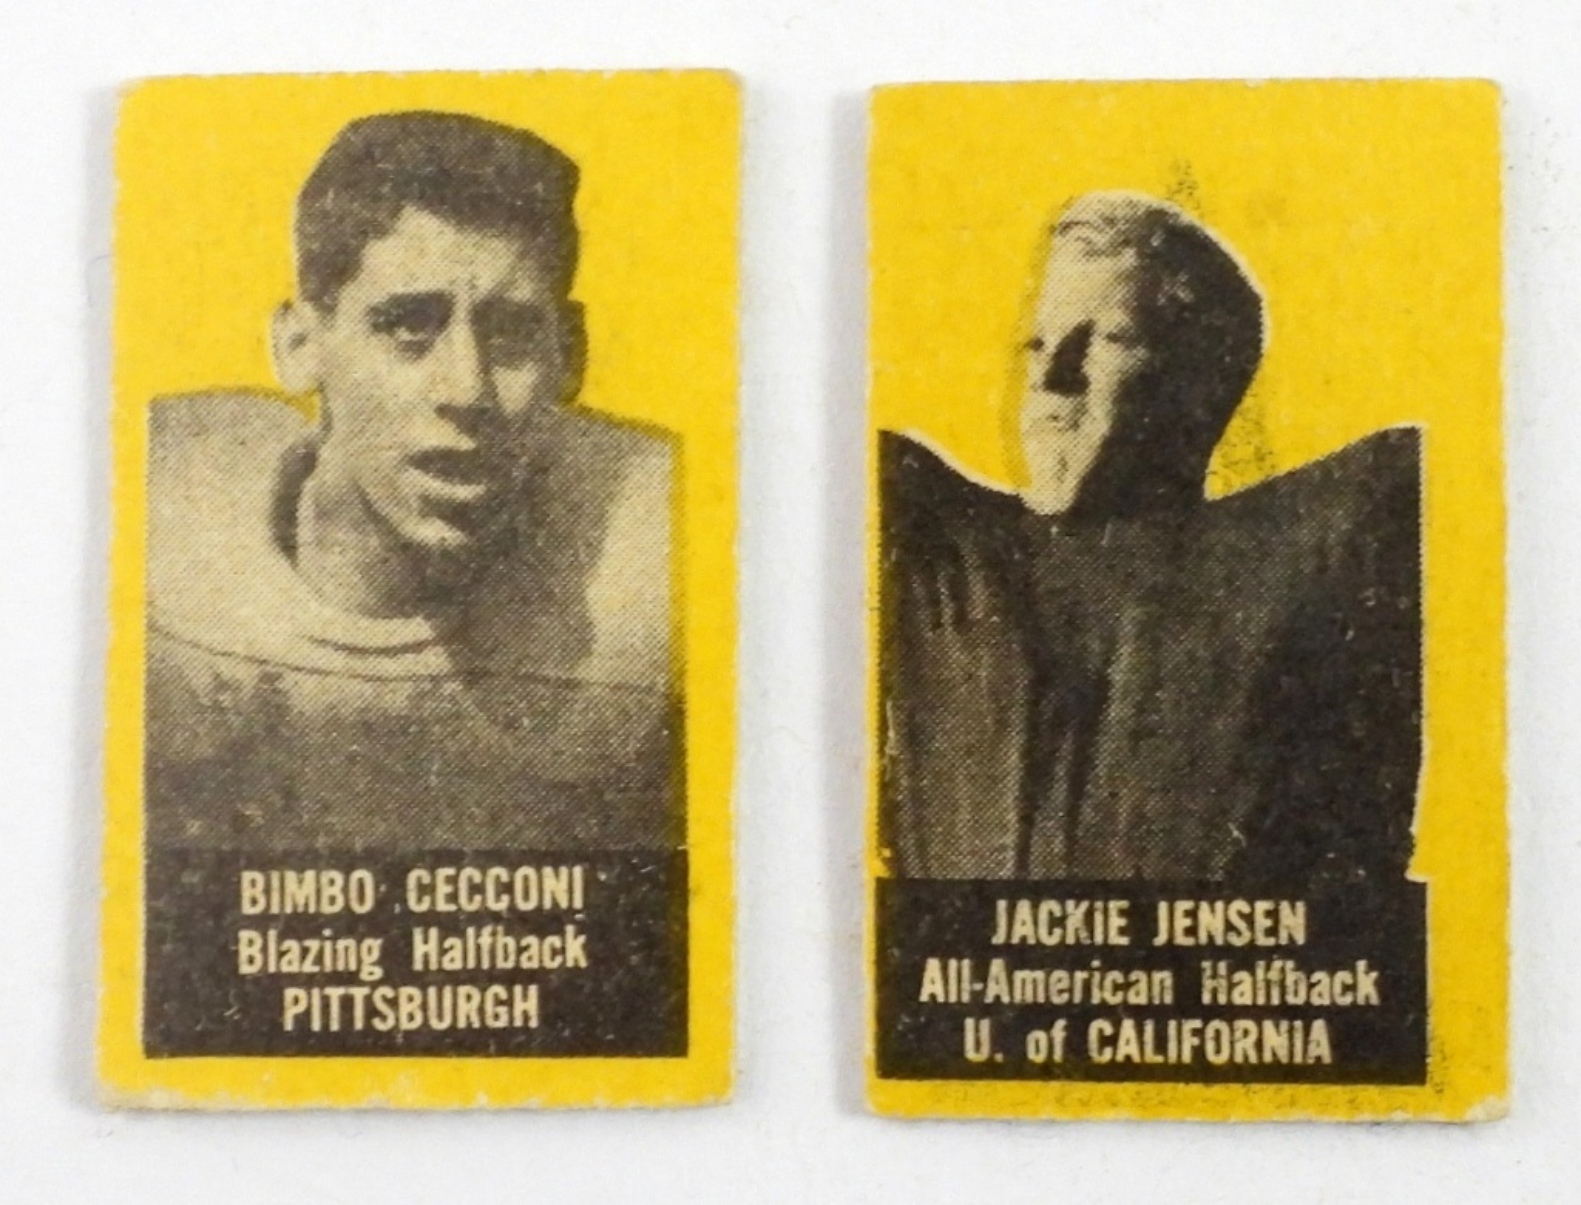 BIMBO CECCONI
Blazing Halfback
PITTSBURGH
JACKIE JENSEN
All-American Halfback
U. of CALIFORNIA